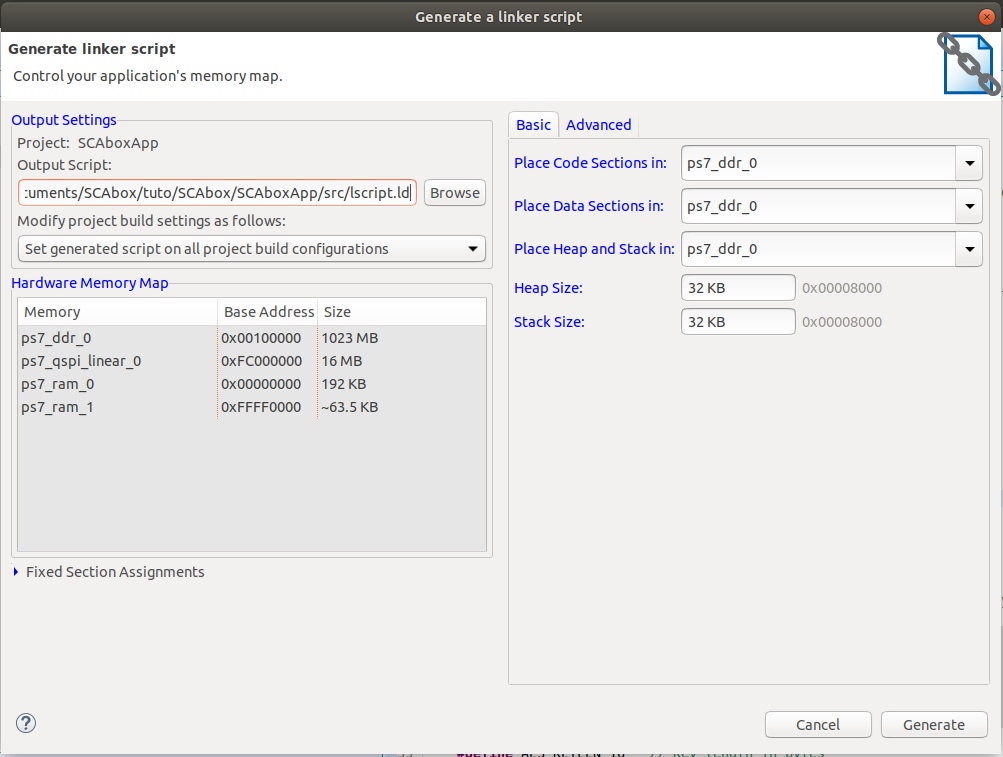 Generate a linker script
Generate linker script
Control your application's memory map.
Output Settings
Project: SCAboxApp
Output Script:
:uments/SCAbox/tuto/SCAbox/SCAboxApp/src/lscript.ld
Browse
Modify project build settings as follows:
Set generated script on all project build configurations
Hardware Memory Map
Memory Base Address Size
ps7_ddr_0 0x00100000 1023 MB
ps7_qspi_linear_0 0xFC000000 16 MB
ps7_ram_0 0x00000000 192 KB
ps7_ram_1 0xFFFF0000 ~63.5 KB
Fixed Section Assignments
Basic Advanced
Place Code Sections in: ps7_ddr_0
Place Data Sections in: ps7_ddr_0
Place Heap and Stack in: ps7_ddr_0
Heap Size: 32 KB 0x00008000
Stack Size: 32 KB 0x00008000
?
Cancel
Generate